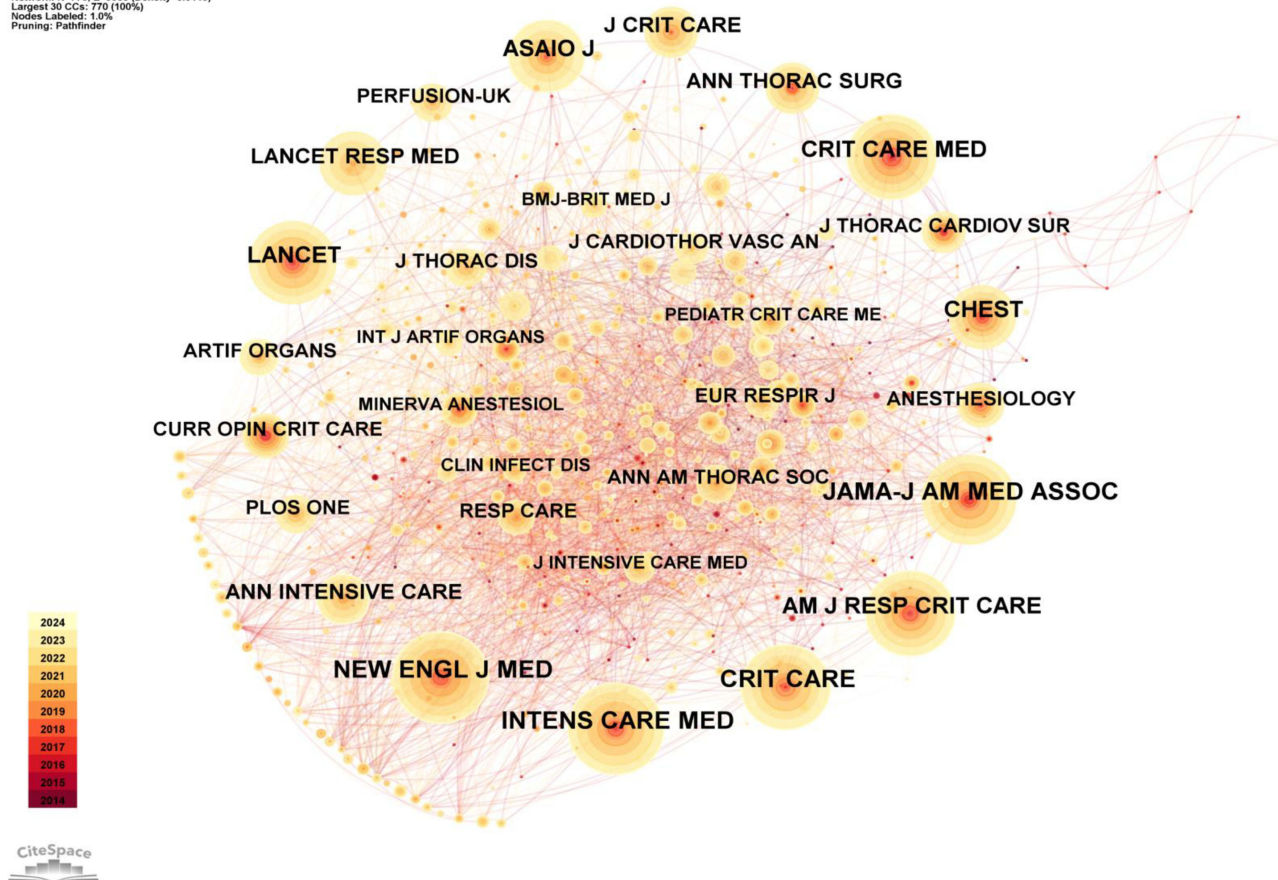 Largest 30 CCs: 770 (100%)
Nodes Labeled: 1.0%
Pruning: Pathfinder
J CRIT CARE
ASAIO J
ANN THORAC SURG
PERFUSION-UK
CRIT CARE MED
LANCET RESP MED
BMJ-BRIT MED J
J THORAC CARDIOV SUR
J CARDIOTHOR VASC AN
LANCET
J THORAC DIS
CHEST
PEDIATR CRIT CARE ME
INT J ARTIF ORGANS
ARTIF ORGANS
EUR RESPIR J
ANESTHESIOLOGY
MINERVA ANESTESIOL
CURR OPIN CRIT CARE
CLIN INFECT DIS
ANN AM THORAC SOC
JAMA-J AM MED ASSOC
PLOS ONE
RESP CARE
J INTENSIVE CARE MED
ANN INTENSIVE CARE
AM J RESP CRIT CARE
NEW ENGL J MED
CRIT CARE
INTENS CARE MED
2024
2023
2022
2021
2020
2019
2018
2017
2016
2015
2014
CiteSpace